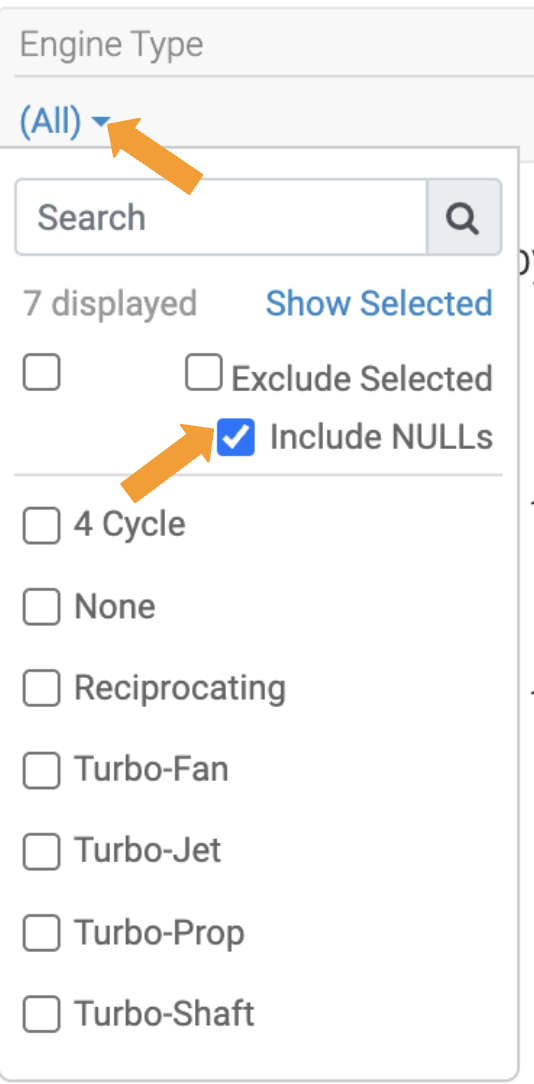 Engine Type
(All)
Search
7 displayed Show Selected
Exclude Selected
Include NULLs
4 Cycle
None
Reciprocating
Turbo-Fan
Turbo-Jet
Turbo-Prop
Turbo-Shaft